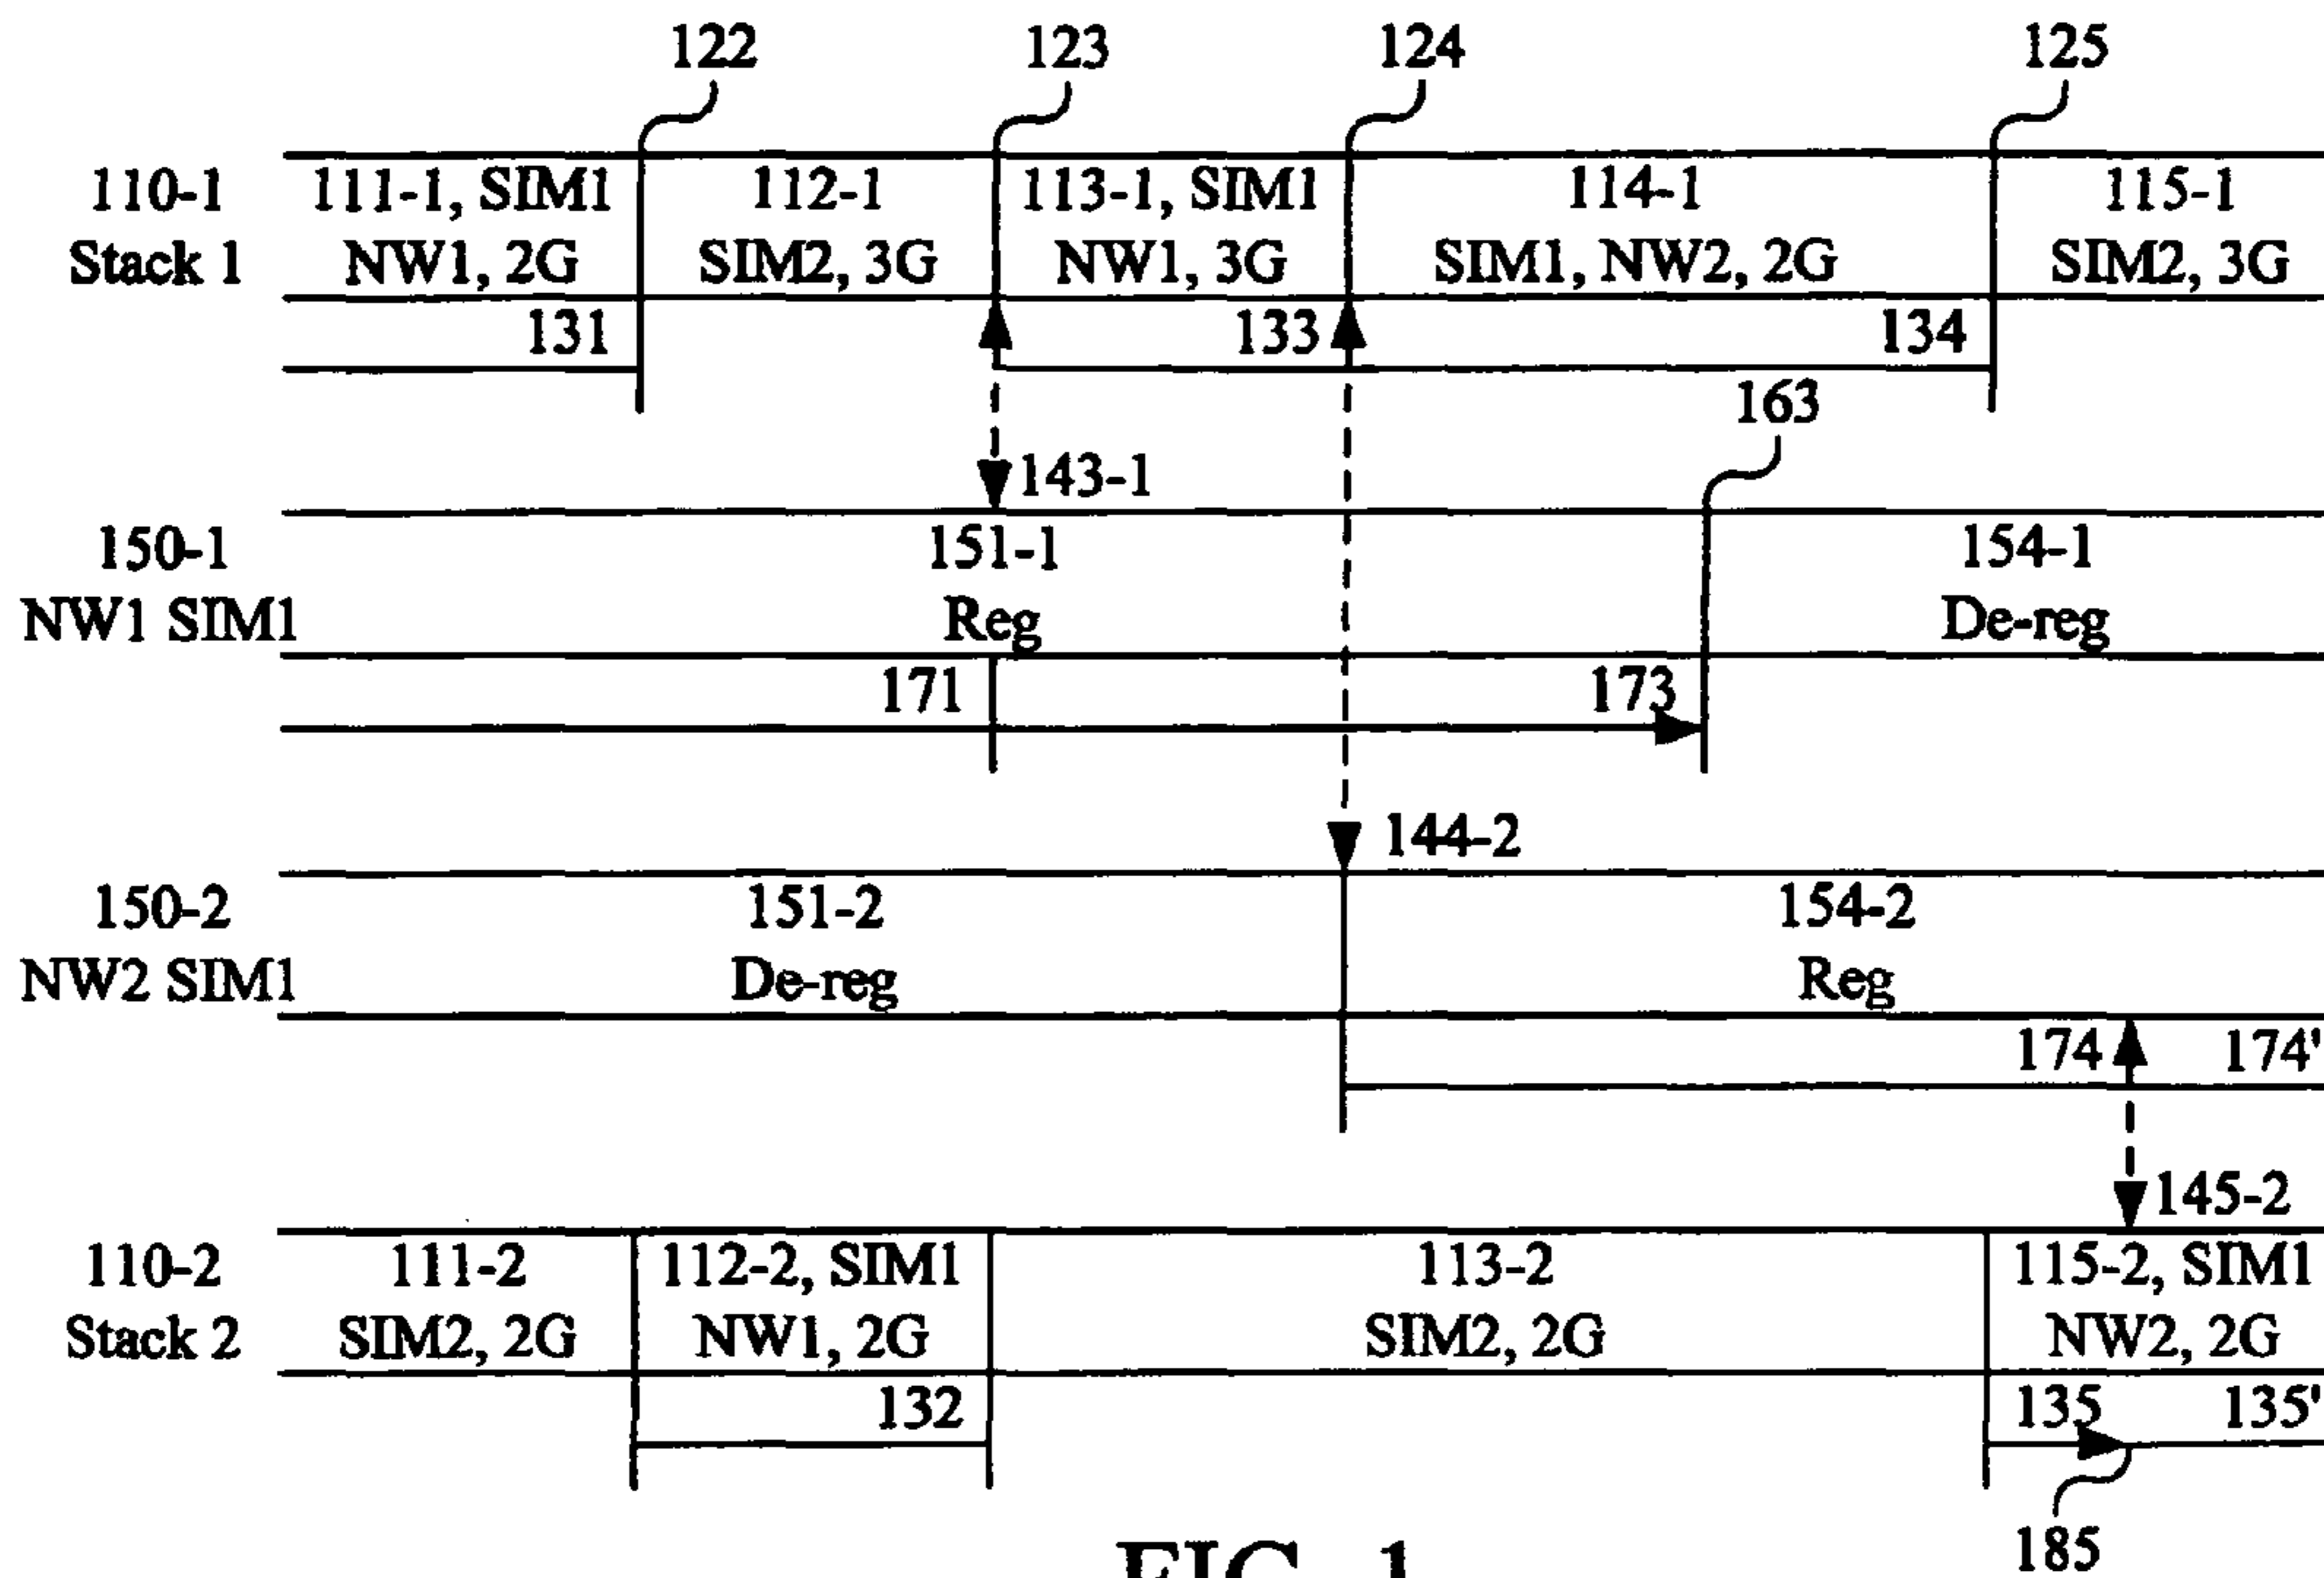 122 123 124 125
110-1 111-1, SIM1 112-1 113-1, SIM1 114-1 115-1
Stack 1 NW1, 2G SIM2, 3G NW1, 3G SIM1, NW2, 2G SIM2, 3G
131 133 134
163
143-1
150-1 151-1 154-1
NW1 SIM1 Reg De-reg
171 173
144-2
150-2 151-2 154-2
NW2 SIM1 De-reg Reg
174 174'
145-2
110-2 111-2 112-2, SIM1 113-2 115-2, SIM1
Stack 2 SIM2, 2G NW1, 2G SIM2, 2G NW2, 2G
132 135 135'
185
FIG. 1